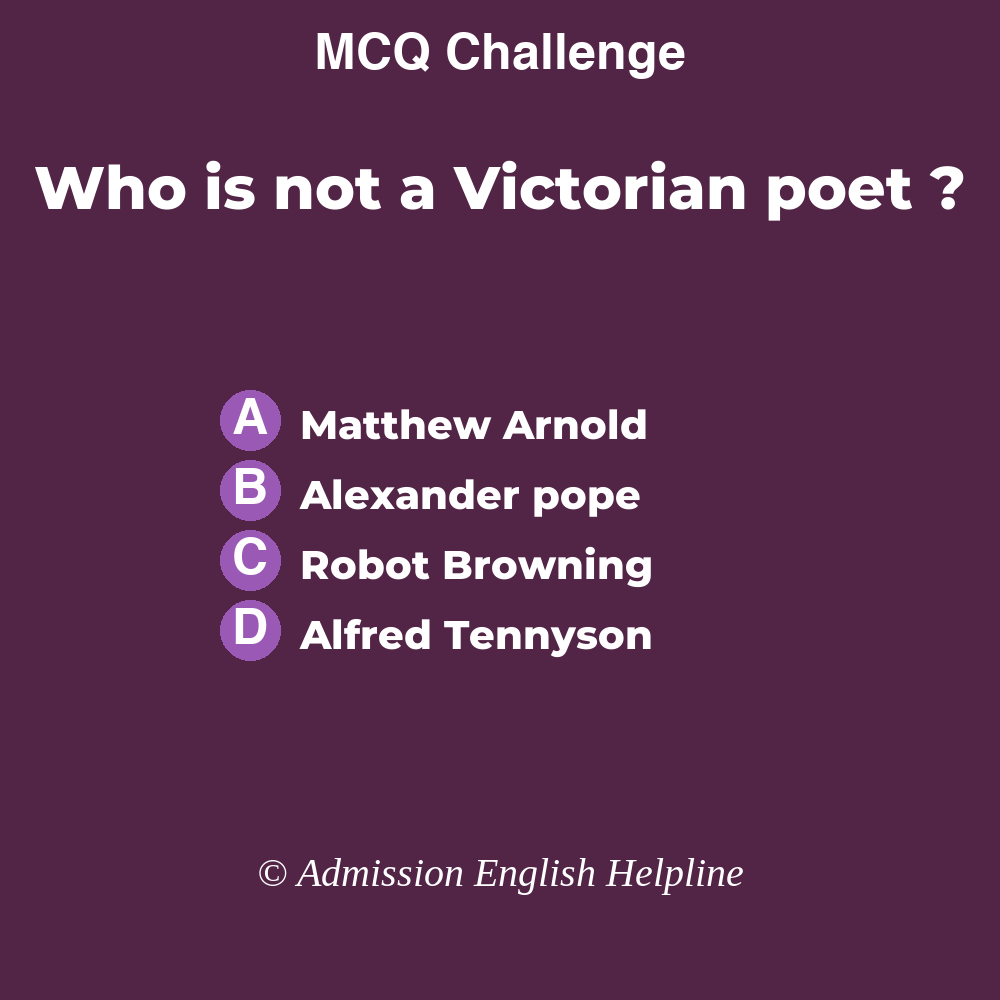 MCQ Challenge
Who is not a Victorian poet ?
A Matthew Arnold
B Alexander pope
C Robot Browning
D Alfred Tennyson
© Admission English Helpline